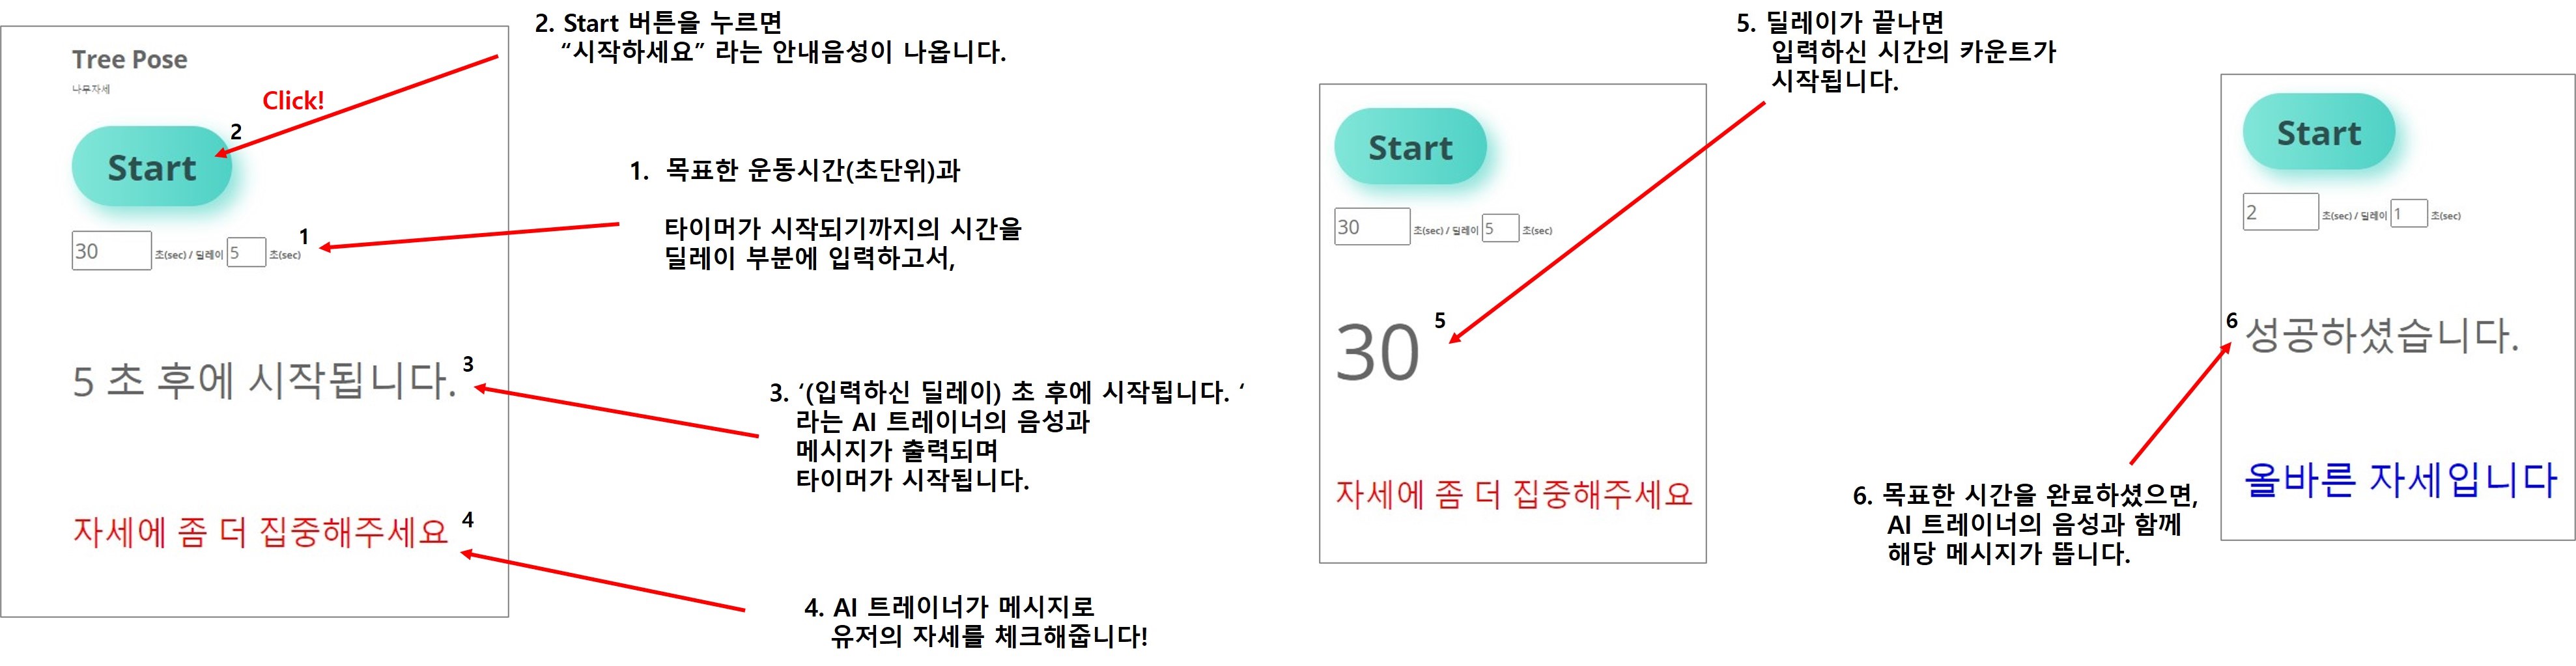 Tree Pose
나무자세
Click!
Start
2
30 초(sec) / 딜레이 5 초(sec)
1
5 초 후에 시작됩니다.
3
자세에 좀 더 집중해주세요
4
2. Start 버튼을 누르면
“시작하세요” 라는 안내음성이 나옵니다.
1. 목표한 운동시간(초단위)과
타이머가 시작되기까지의 시간을
딜레이 부분에 입력하고서,
3. ‘(입력하신 딜레이) 초 후에 시작됩니다. ‘
라는 AI 트레이너의 음성과
메시지가 출력되며
타이머가 시작됩니다.
4. AI 트레이너가 메시지로
유저의 자세를 체크해줍니다!
Start
30 초(sec) / 딜레이 5 초(sec)
30
5
자세에 좀 더 집중해주세요
5. 딜레이가 끝나면
입력하신 시간의 카운트가
시작됩니다.
Start
2 초(sec) / 딜레이 1 초(sec)
6
성공하셨습니다.
올바른 자세입니다
6. 목표한 시간을 완료하셨으면,
AI 트레이너의 음성과 함께
해당 메시지가 뜹니다.